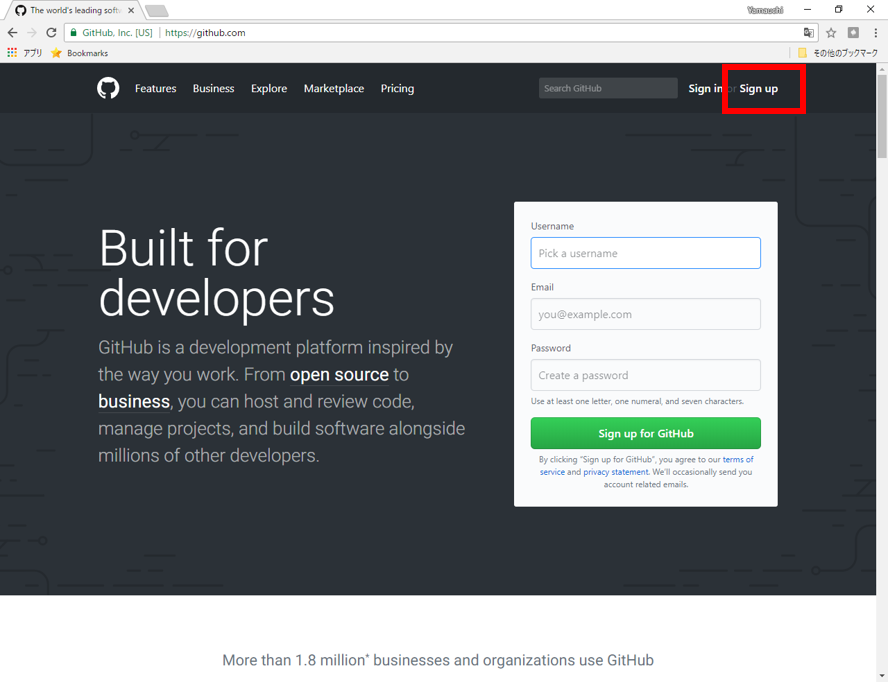 The world's leading softw
Yamauchi
GitHub, Inc. [US] | https://github.com
アプリ Bookmarks その他のブックマーク
Features Business Explore Marketplace Pricing Search GitHub Sign in or Sign up
Built for
developers
GitHub is a development platform inspired by
the way you work. From open source to
business, you can host and review code,
manage projects, and build software alongside
millions of other developers.
Username
Pick a username
Email
you@example.com
Password
Create a password
Use at least one letter, one numeral, and seven characters.
Sign up for GitHub
By clicking "Sign up for GitHub", you agree to our terms of
service and privacy statement. We'll occasionally send you
account related emails.
More than 1.8 million* businesses and organizations use GitHub